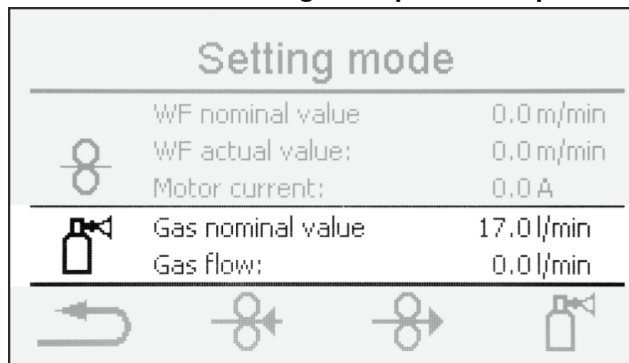 Setting mode
WF nominal value 0.0 m/min
WF actual value: 0.0 m/min
Motor current: 0.0 A
Gas nominal value 17.0 l/min
Gas flow: 0.0 l/min